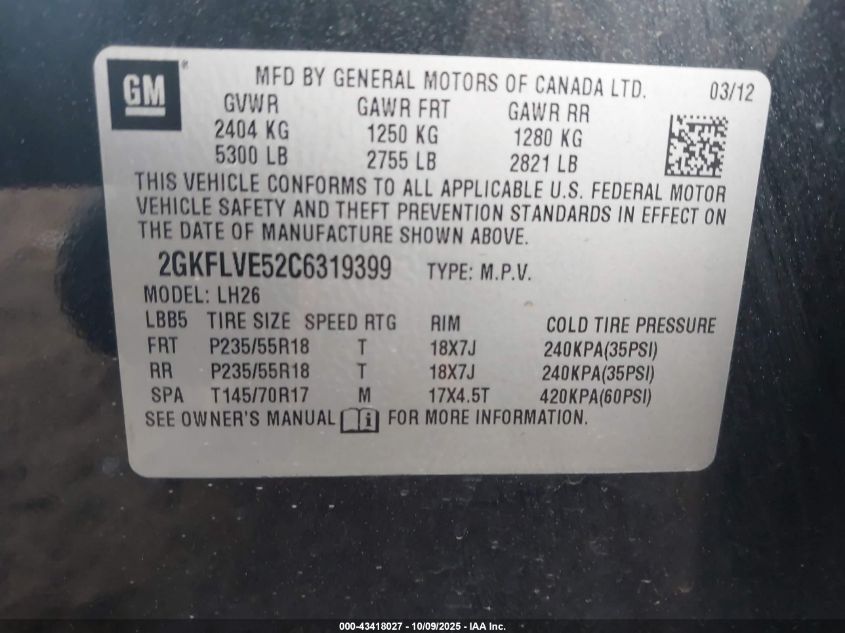 GM ®
MFD BY GENERAL MOTORS OF CANADA LTD. 03/12
GVWR GAWR FRT GAWR RR
2404 KG 1250 KG 1280 KG
5300 LB 2755 LB 2821 LB
THIS VEHICLE CONFORMS TO ALL APPLICABLE U.S. FEDERAL MOTOR
VEHICLE SAFETY AND THEFT PREVENTION STANDARDS IN EFFECT ON
THE DATE OF MANUFACTURE SHOWN ABOVE.
2GKFLVE52C6319399 TYPE: M.P.V.
MODEL: LH26
LBB5 TIRE SIZE SPEED RTG RIM COLD TIRE PRESSURE
FRT P235/55R18 T 18X7J 240KPA(35PSI)
RR P235/55R18 T 18X7J 240KPA(35PSI)
SPA T145/70R17 M 17X4.5T 420KPA(60PSI)
SEE OWNER'S MANUAL i FOR MORE INFORMATION.
000-43418027 - 10/09/2025 - IAA Inc.